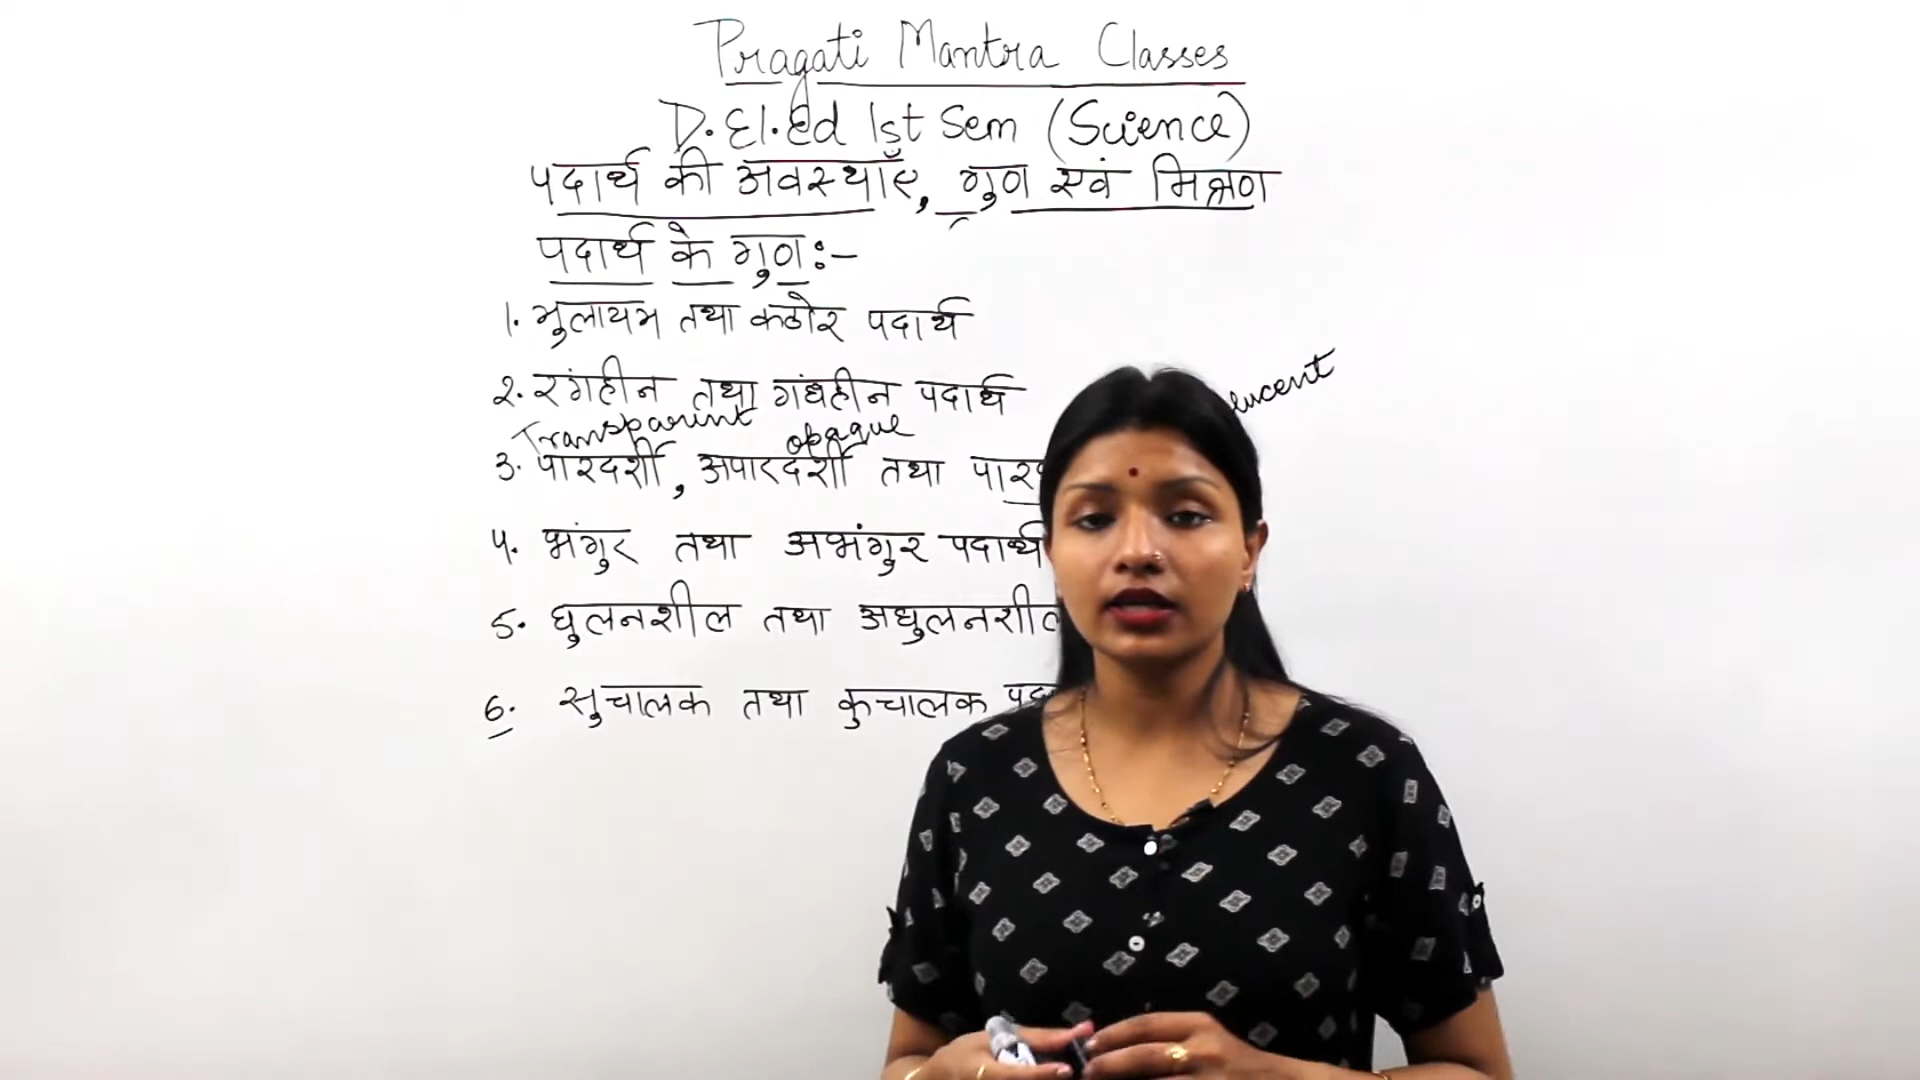 Pragati Mantra Classes
D.El.Ed 1st Sem (Science)
पदार्थ की अवस्थाएँ, गुण एवं मिश्रण
पदार्थ के गुण :-
1. मुलायम तथा कठोर पदार्थ
2. रंगहीन तथा गंधहीन पदार्थ
Transparint opaque
3. पारदर्शी, अपारदर्शी तथा
4. भंगुर तथा अभंगुर पदार्थ
5. घुलनशील तथा अघुलनशील
6. सुचालक तथा कुचालक